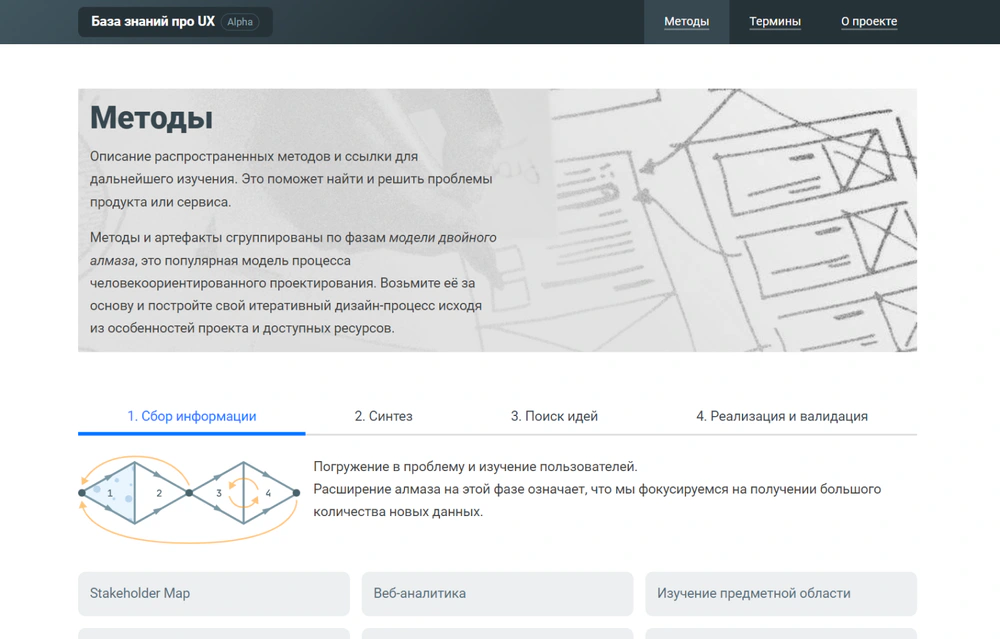 База знаний про UX Alpha
Методы Термины О проекте
Методы
Описание распространенных методов и ссылки для
дальнейшего изучения. Это поможет найти и решить проблемы
продукта или сервиса.
Методы и артефакты сгруппированы по фазам модели двойного
алмаза, это популярная модель процесса
человекоориентированного проектирования. Возьмите её за
основу и постройте свой итеративный дизайн-процесс исходя
из особенностей проекта и доступных ресурсов.
1. Сбор информации 2. Синтез 3. Поиск идей 4. Реализация и валидация
1 2 3 4
Погружение в проблему и изучение пользователей.
Расширение алмаза на этой фазе означает, что мы фокусируемся на получении большого
количества новых данных.
Stakeholder Map Веб-аналитика Изучение предметной области